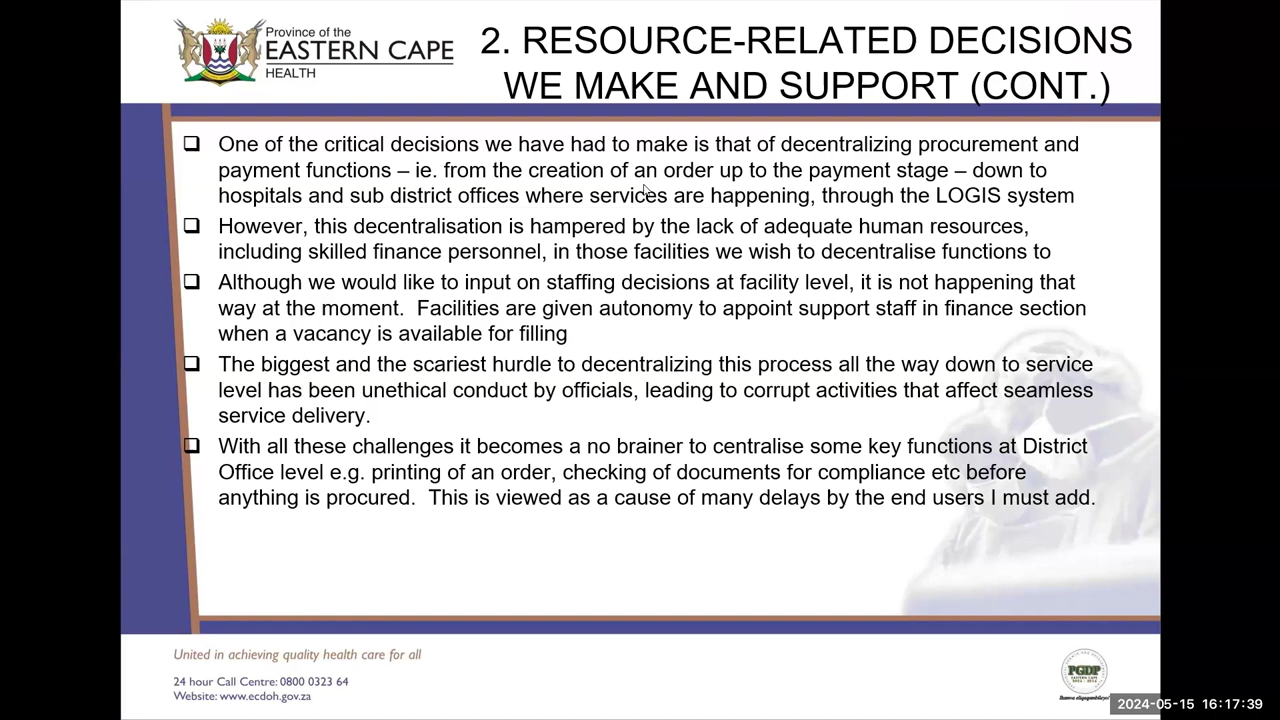 Province of the
EASTERN CAPE
HEALTH
2. RESOURCE-RELATED DECISIONS
WE MAKE AND SUPPORT (CONT.)
One of the critical decisions we have had to make is that of decentralizing procurement and
payment functions – ie. from the creation of an order up to the payment stage – down to
hospitals and sub district offices where services are happening, through the LOGIS system
However, this decentralisation is hampered by the lack of adequate human resources,
including skilled finance personnel, in those facilities we wish to decentralise functions to
Although we would like to input on staffing decisions at facility level, it is not happening that
way at the moment.  Facilities are given autonomy to appoint support staff in finance section
when a vacancy is available for filling
The biggest and the scariest hurdle to decentralizing this process all the way down to service
level has been unethical conduct by officials, leading to corrupt activities that affect seamless
service delivery.
With all these challenges it becomes a no brainer to centralise some key functions at District
Office level e.g. printing of an order, checking of documents for compliance etc before
anything is procured.  This is viewed as a cause of many delays by the end users I must add.
United in achieving quality health care for all
24 hour Call Centre: 0800 0323 64
Website: www.ecdoh.gov.za
PGDP
2024-05-15 16:17:39